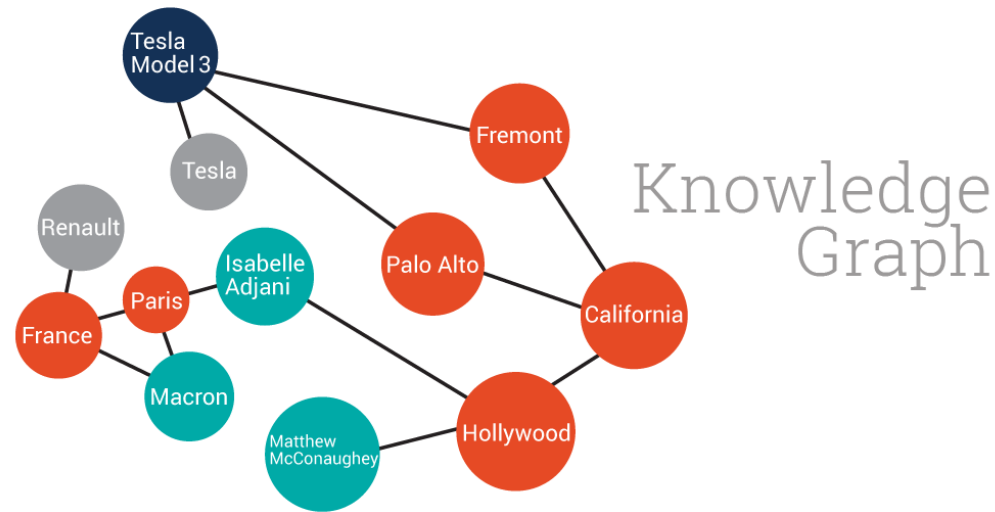 Tesla
Model 3
Fremont
Tesla
Knowledge
Graph
Renault
Isabelle
Adjani
Palo Alto
Paris
California
France
Macron
Hollywood
Matthew
McConaughey